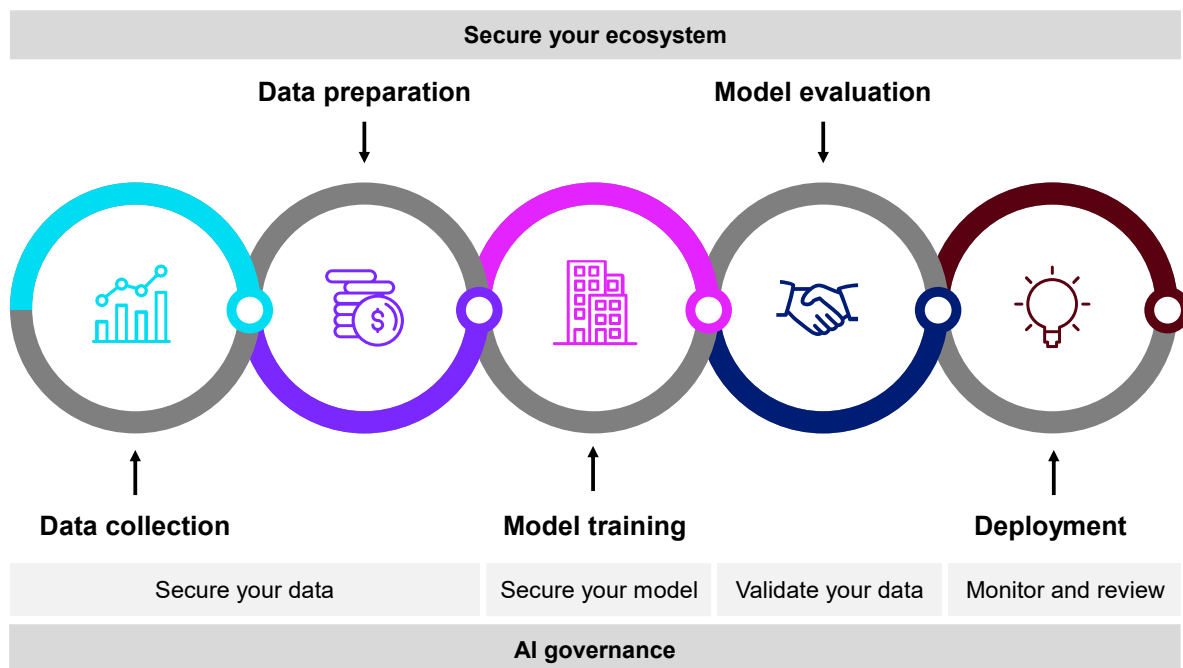 Secure your ecosystem
Data preparation
Model evaluation
$
Data collection
Model training
Deployment
Secure your data
Secure your model
Validate your data
Monitor and review
AI governance